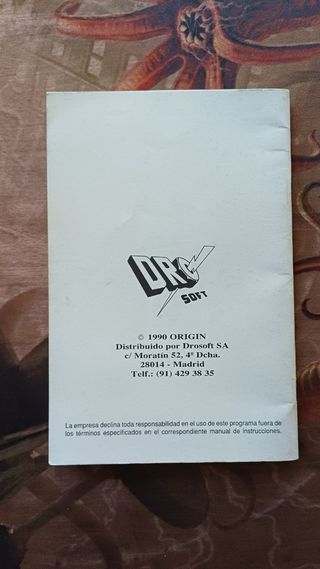 DRO
SOFT
© 1990 ORIGIN
Distribuido por Drosoft SA
c/ Moratín 52, 4º Dcha.
28014 - Madrid
Telf.: (91) 429 38 35
La empresa declina toda responsabilidad en el uso de este programa fuera de
los términos especificados en el correspondiente manual de instrucciones.